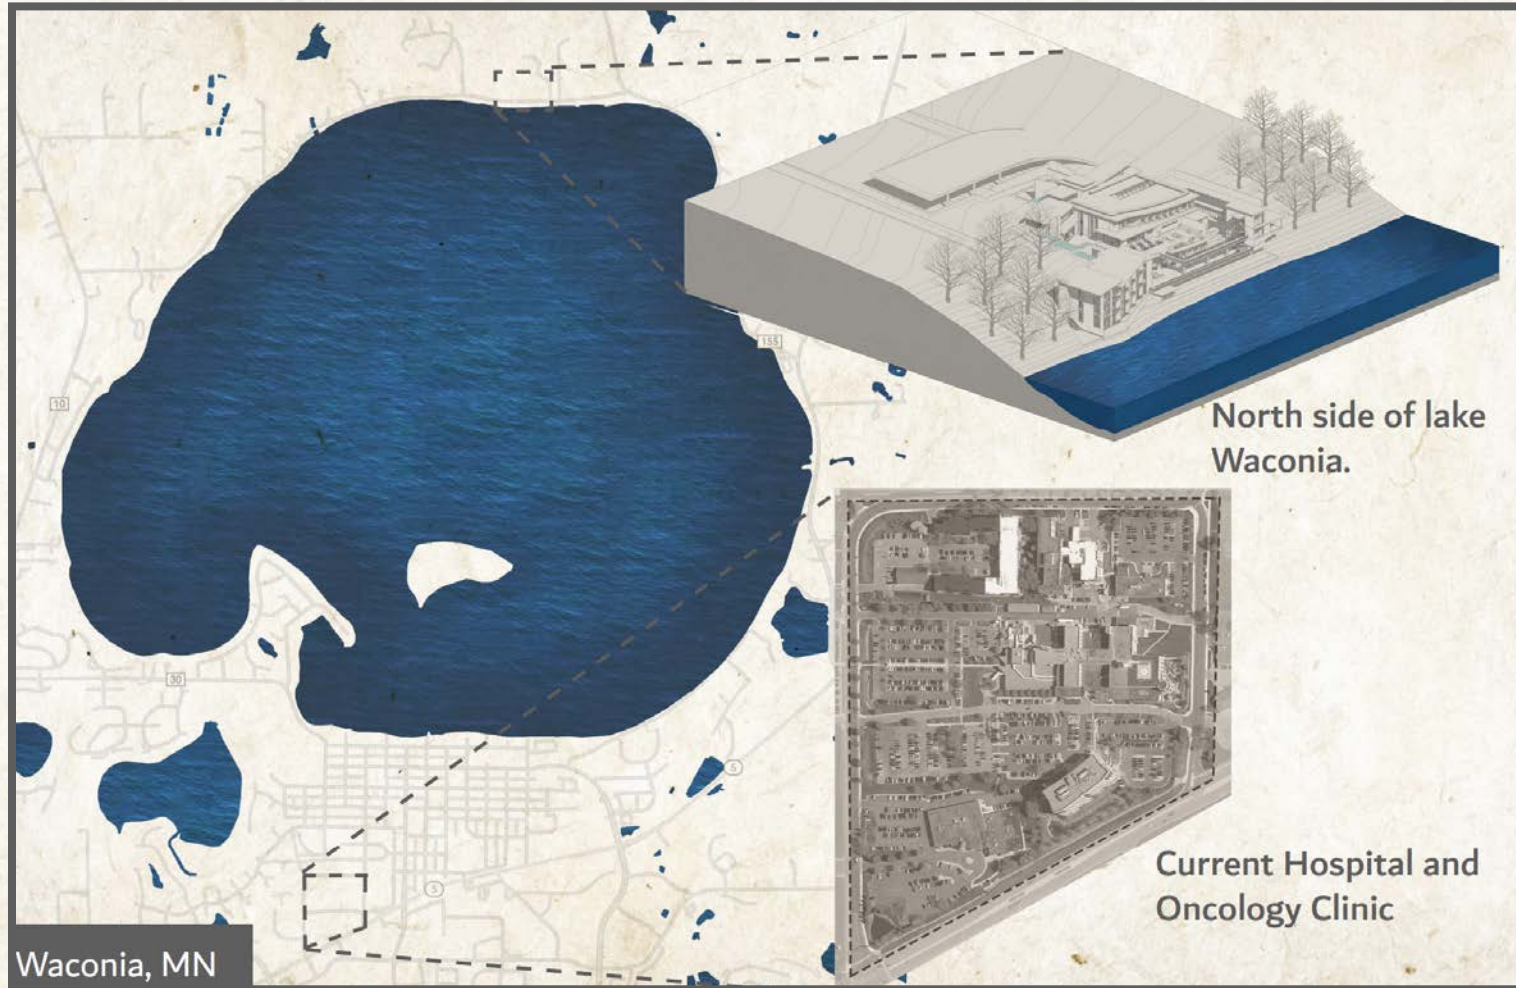 155
10
North side of lake
Waconia.
30
5
Current Hospital and
Oncology Clinic
5
Waconia, MN